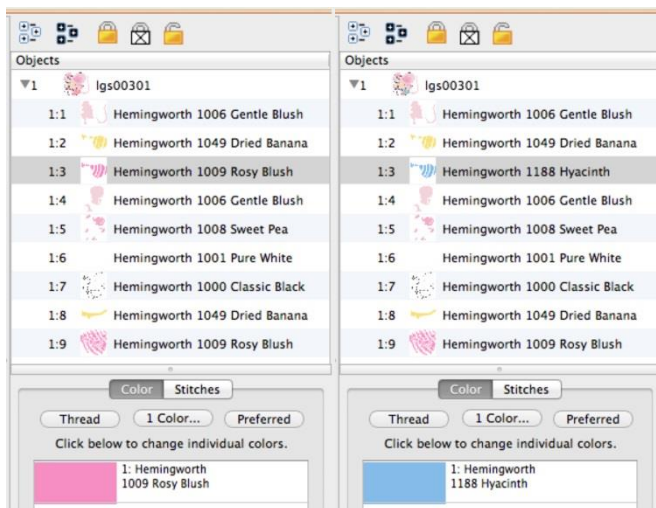 Objects
1 lgs00301
1:1 Hemingworth 1006 Gentle Blush
1:2 Hemingworth 1049 Dried Banana
1:3 Hemingworth 1009 Rosy Blush
1:4 Hemingworth 1006 Gentle Blush
1:5 Hemingworth 1008 Sweet Pea
1:6 Hemingworth 1001 Pure White
1:7 Hemingworth 1000 Classic Black
1:8 Hemingworth 1049 Dried Banana
1:9 Hemingworth 1009 Rosy Blush
Color Stitches
Thread 1 Color... Preferred
Click below to change individual colors.
1: Hemingworth
1009 Rosy Blush
Objects
1 lgs00301
1:1 Hemingworth 1006 Gentle Blush
1:2 Hemingworth 1049 Dried Banana
1:3 Hemingworth 1188 Hyacinth
1:4 Hemingworth 1006 Gentle Blush
1:5 Hemingworth 1008 Sweet Pea
1:6 Hemingworth 1001 Pure White
1:7 Hemingworth 1000 Classic Black
1:8 Hemingworth 1049 Dried Banana
1:9 Hemingworth 1009 Rosy Blush
Color Stitches
Thread 1 Color... Preferred
Click below to change individual colors.
1: Hemingworth
1188 Hyacinth